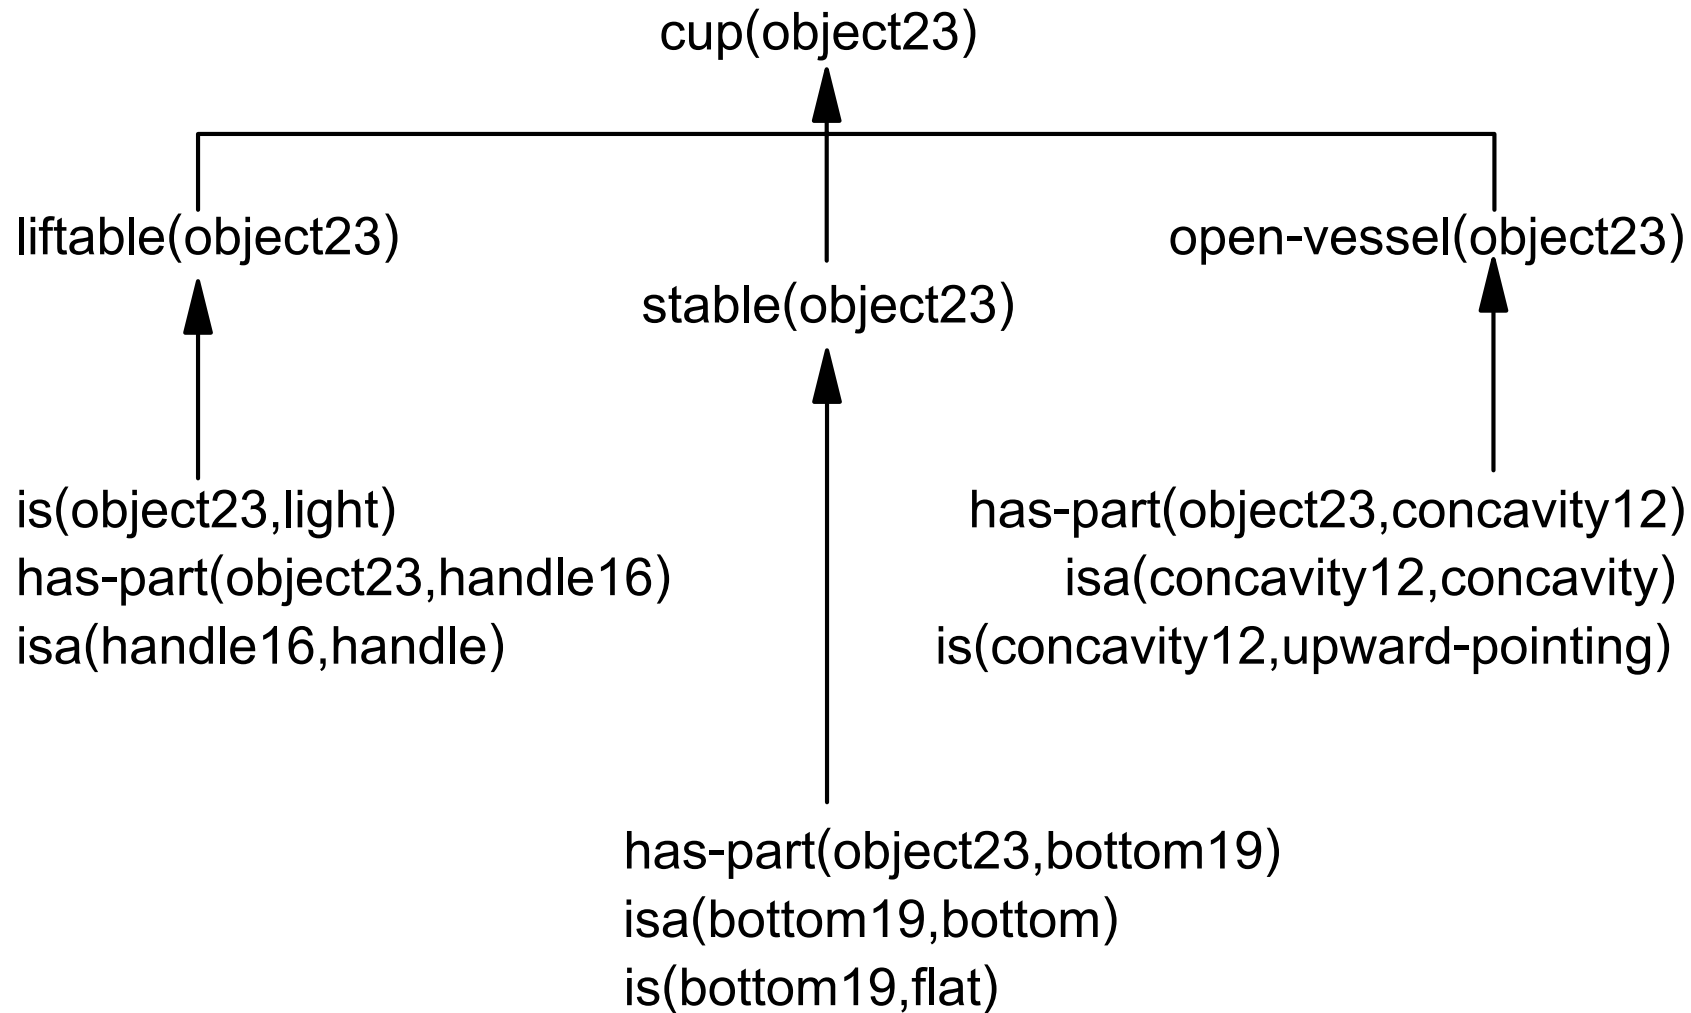 cup(object23)
liftable(object23)
stable(object23)
open-vessel(object23)
is(object23,light)
has-part(object23,handle16)
isa(handle16,handle)
has-part(object23,concavity12)
isa(concavity12,concavity)
is(concavity12,upward-pointing)
has-part(object23,bottom19)
isa(bottom19,bottom)
is(bottom19,flat)